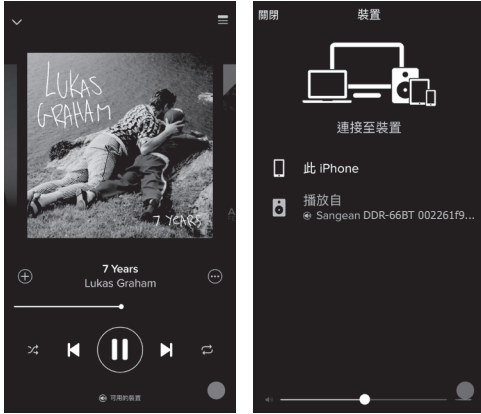 LUKAS
GRAHAM
7 YEARS
7 Years
Lukas Graham
可用的裝置
關閉
裝置
連接至裝置
此 iPhone
播放自
Sangean DDR-66BT 002261f9...